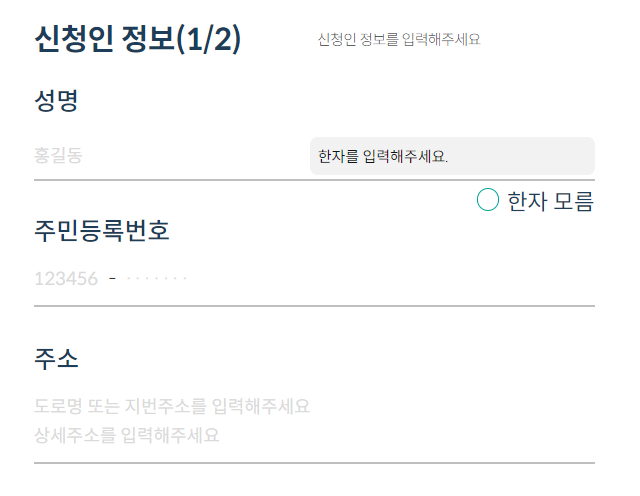 신청인 정보(1/2) 신청인 정보를 입력해주세요
성명
홍길동 한자를 입력해주세요.
한자 모름
주민등록번호
123456 - ·······
주소
도로명 또는 지번주소를 입력해주세요
상세주소를 입력해주세요